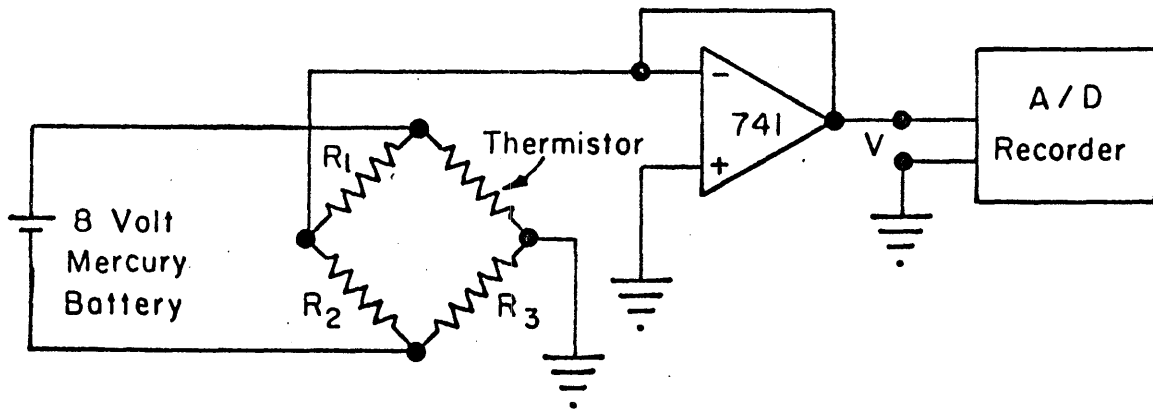 A/D
Recorder
741
−
+
V
Thermistor
R1
R2
R3
8 Volt
Mercury
Battery